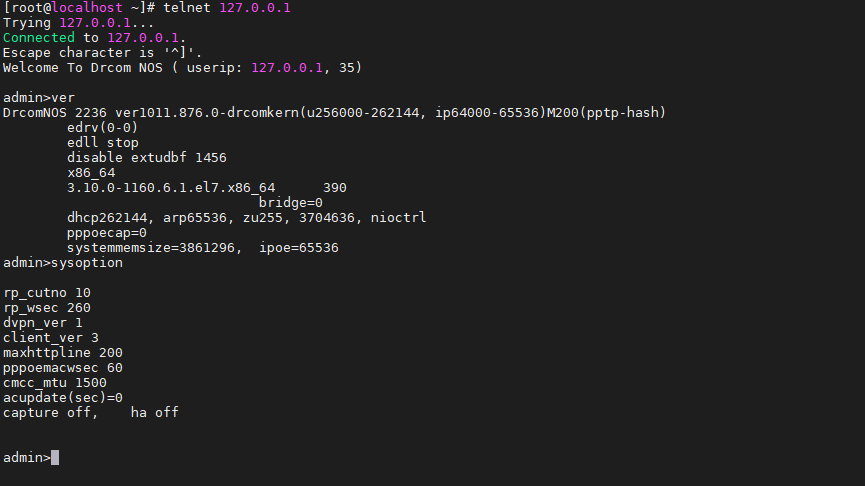 [root@localhost ~]# telnet 127.0.0.1
Trying 127.0.0.1...
Connected to 127.0.0.1.
Escape character is '^]'.
Welcome To Drcom NOS ( userip: 127.0.0.1, 35)
admin>ver
DrcomNOS 2236 ver1011.876.0-drcomkern(u256000-262144, ip64000-65536)M200(pptp-hash)
edrv(0-0)
edll stop
disable extudbf 1456
x86_64
3.10.0-1160.6.1.el7.x86_64      390
bridge=0
dhcp262144, arp65536, zu255, 3704636, nioctrl
pppoecap=0
systemmemsize=3861296,  ipoe=65536
admin>sysoption
rp_cutno 10
rp_wsec 260
dvpn_ver 1
client_ver 3
maxhttpline 200
pppoemacwsec 60
cmcc_mtu 1500
acupdate(sec)=0
capture off,    ha off
admin>